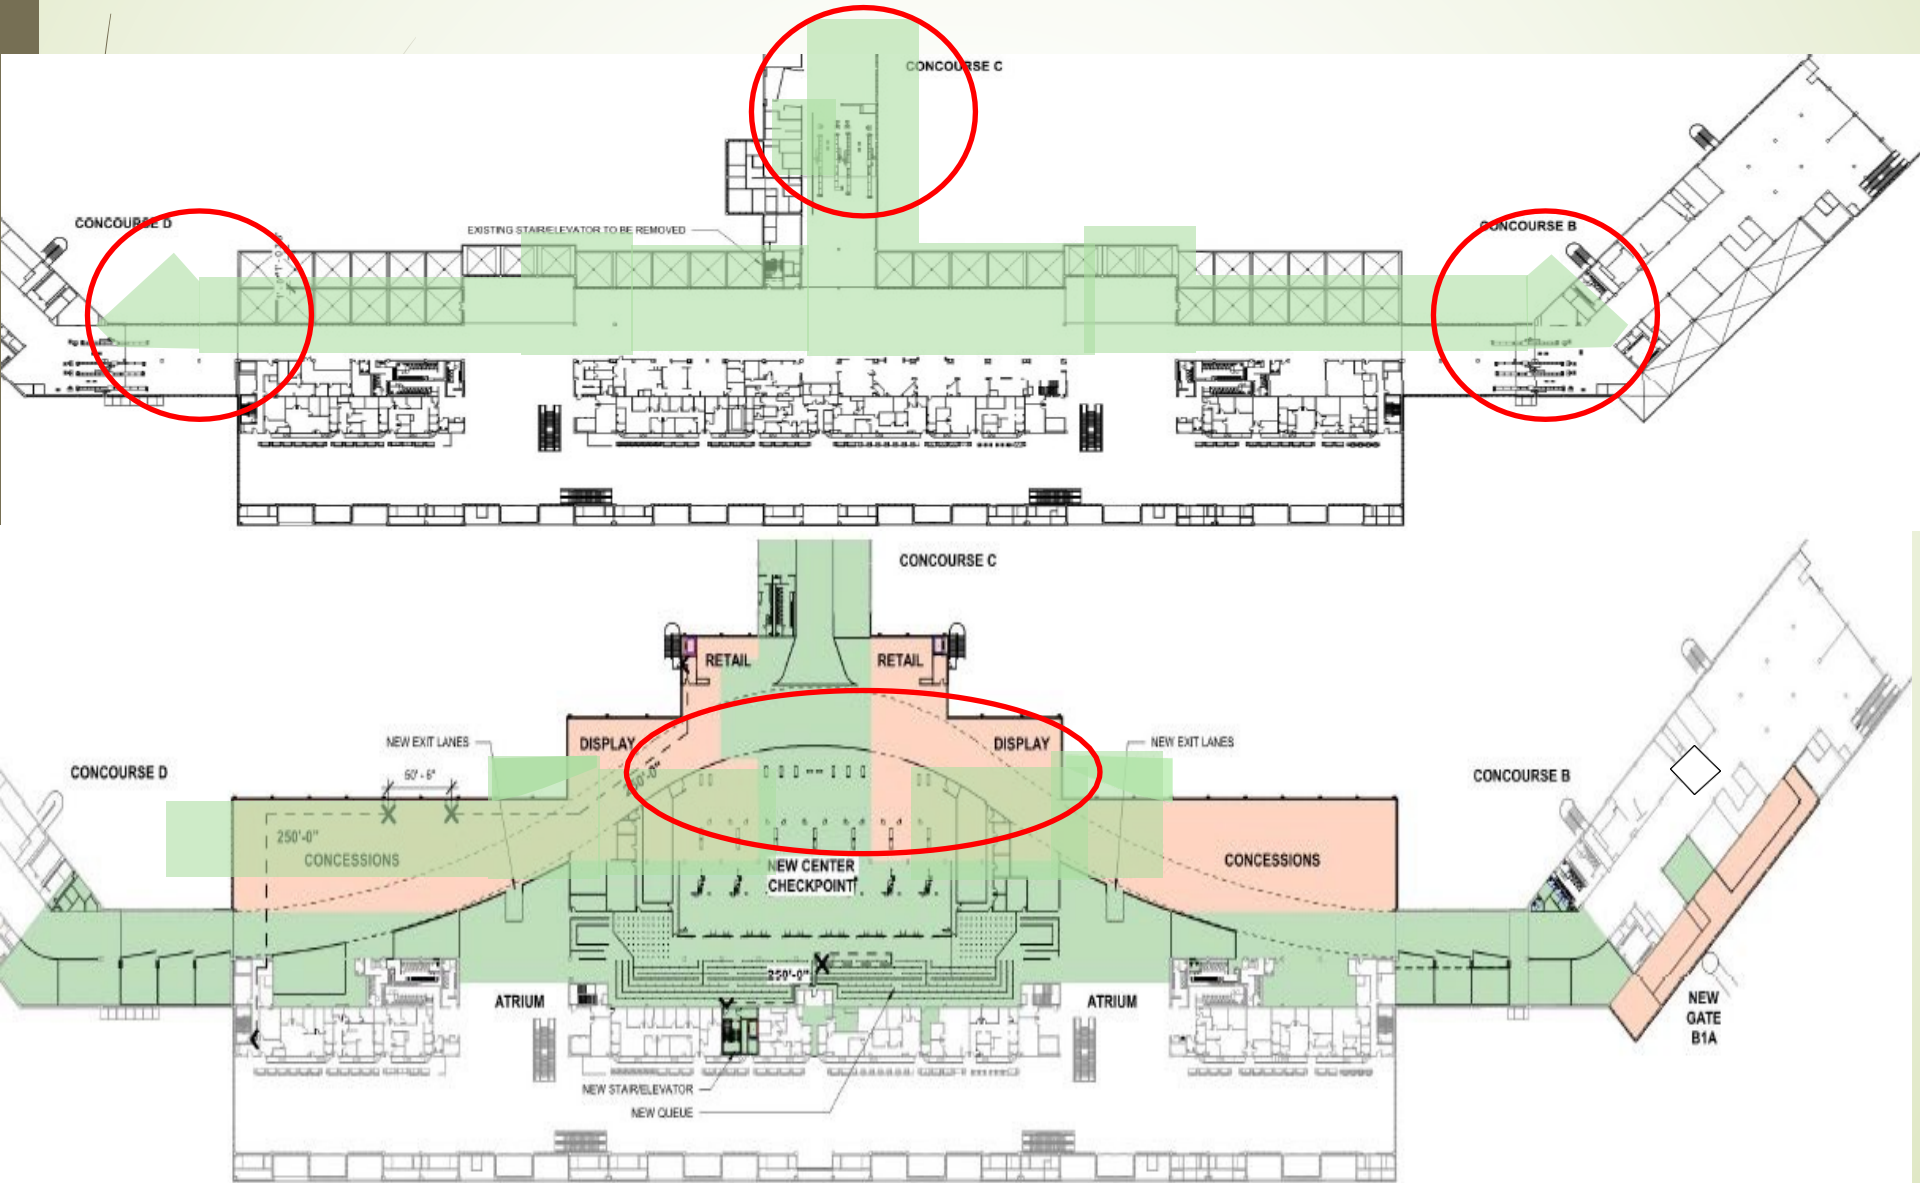 CONCOURSE C
CONCOURSE D
EXISTING STAIR/ELEVATOR TO BE REMOVED
CONCOURSE B
CONCOURSE C
RETAIL
RETAIL
NEW EXIT LANES
DISPLAY
DISPLAY
NEW EXIT LANES
CONCOURSE D
CONCOURSE B
250'-0"
CONCESSIONS
CONCESSIONS
NEW CENTER
CHECKPOINT
250'-0"
ATRIUM
ATRIUM
NEW
GATE
B1A
NEW STAIR/ELEVATOR
NEW QUEUE